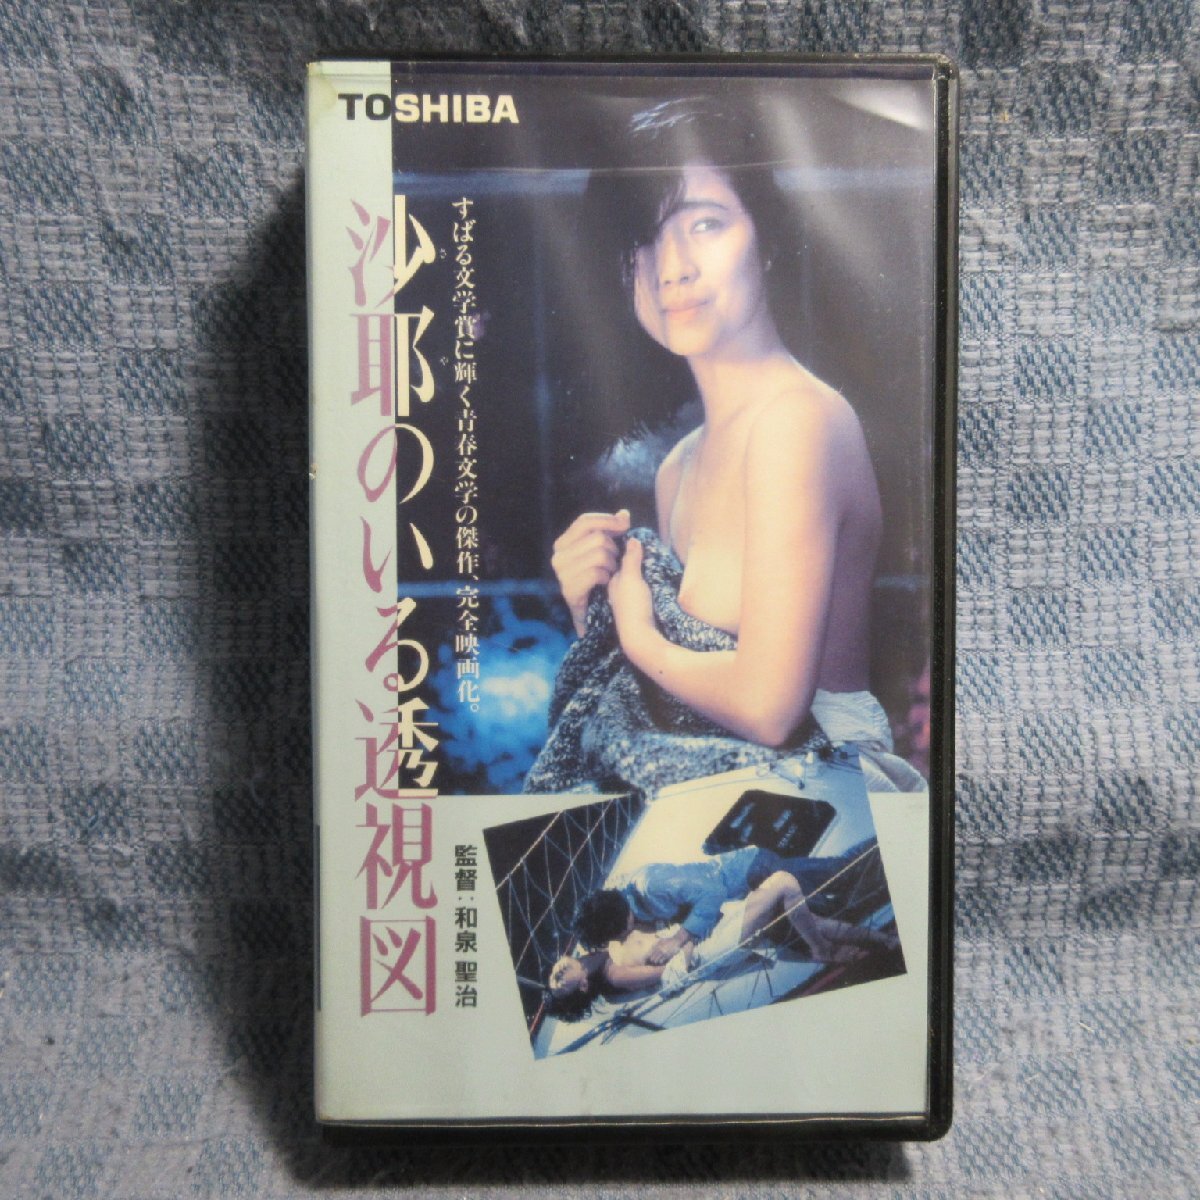 TOSHIBA
沙耶のいる透視図
さや
すばる文学賞に輝く青春文学の傑作、完全映画化。
監督:和泉 聖治